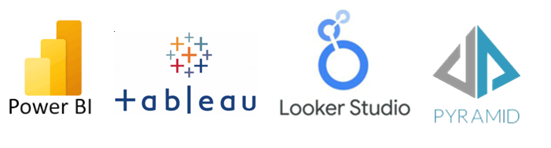 Power BI
+ableau
Looker Studio
PYRAMID